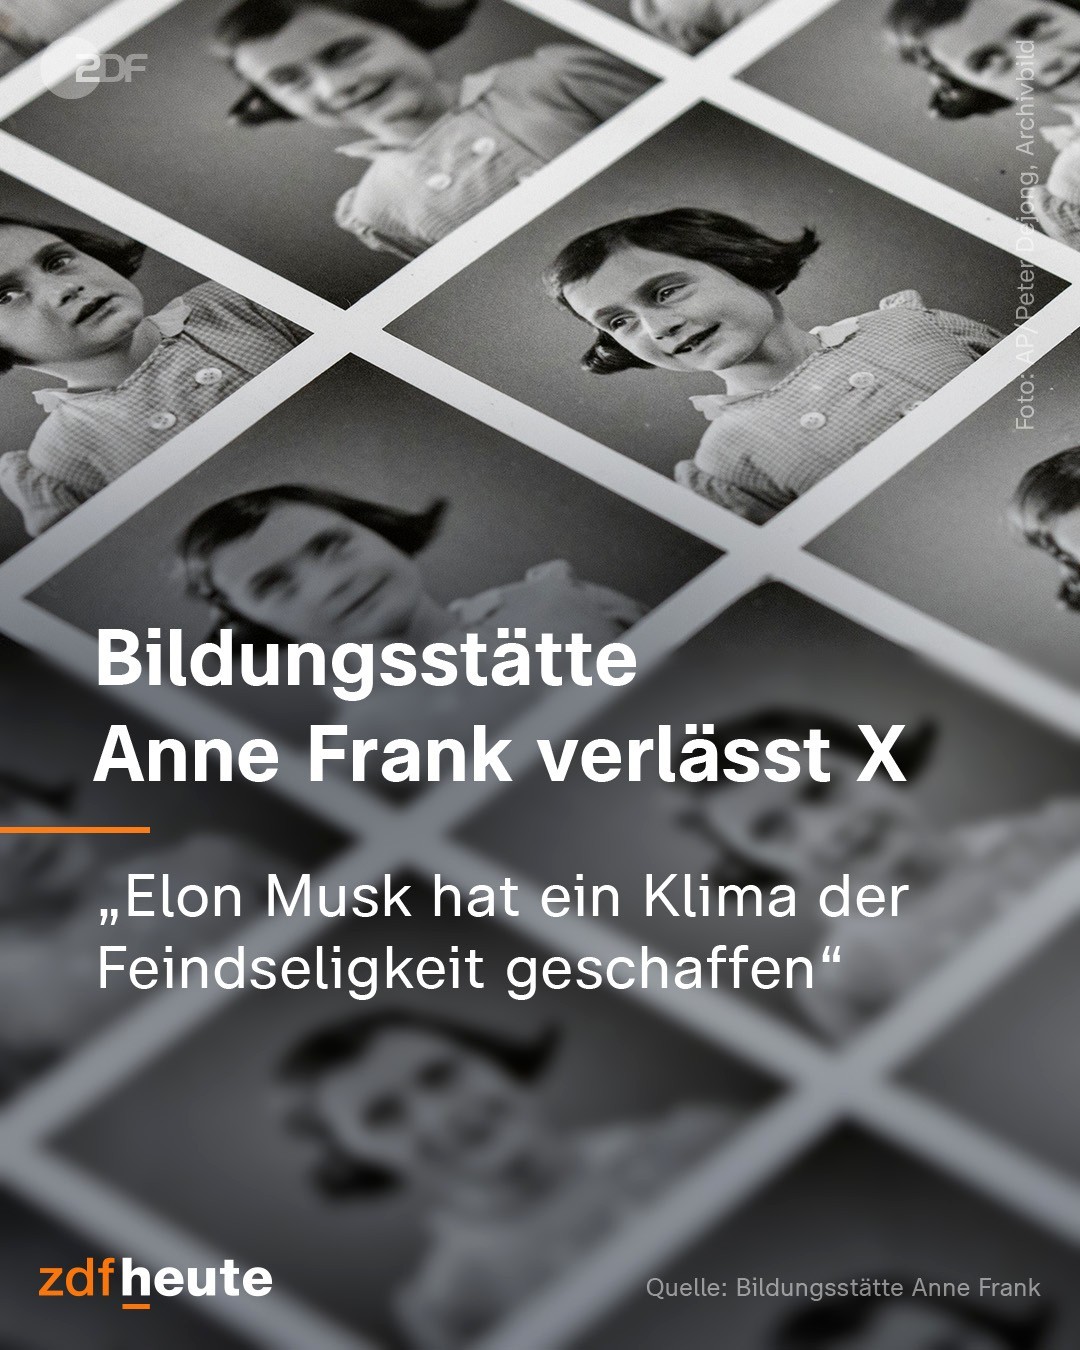 ZDF
Foto: AP/Peter Dejong, Archivbild
Bildungsstätte
Anne Frank verlässt X
„Elon Musk hat ein Klima der
Feindseligkeit geschaffen“
zdfheute
Quelle: Bildungsstätte Anne Frank